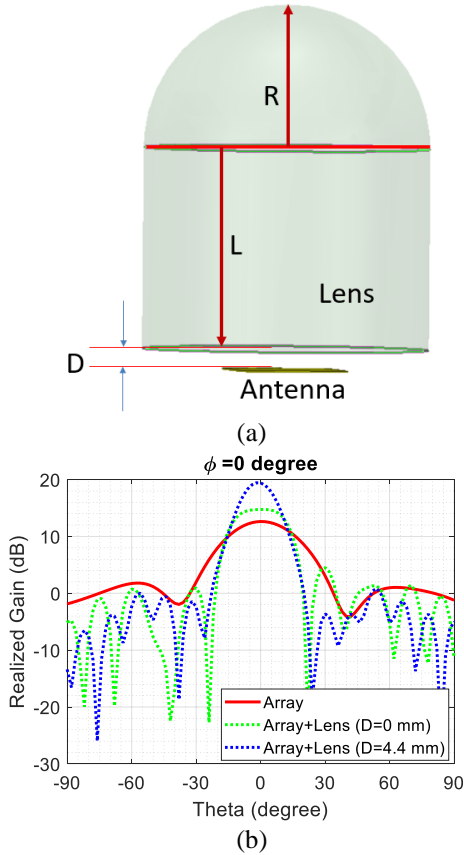 R
L
Lens
D
Antenna
(a)
ϕ =0 degree
Realized Gain (dB)
20
10
0
-10
-20
-30
Array
Array+Lens (D=0 mm)
Array+Lens (D=4.4 mm)
-90 -60 -30 0 30 60 90
Theta (degree)
(b)